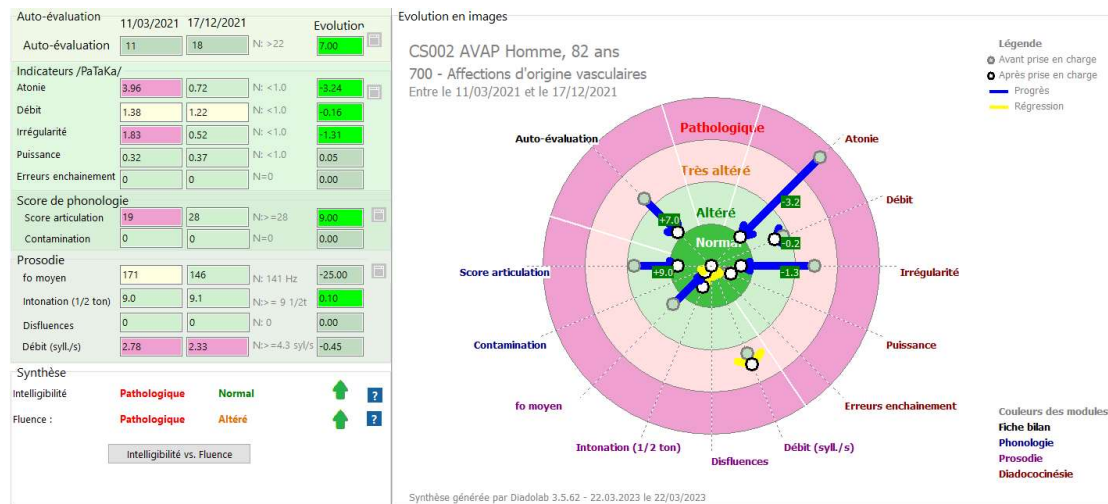 Auto-évaluation
11/03/2021 17/12/2021 Evolution
Auto-évaluation 11 18 N: >22 7.00
Indicateurs /PaTaKa/
Atonie 3.96 0.72 N: <1.0 -3.24
Débit 1.38 1.22 N: <1.0 -0.16
Irrégularité 1.83 0.52 N: <1.0 -1.31
Puissance 0.32 0.37 N: <1.0 0.05
Erreurs enchainement 0 0 N=0 0.00
Score de phonologie
Score articulation 19 28 N:>=28 9.00
Contamination 0 0 N=0 0.00
Prosodie
fo moyen 171 146 N: 141 Hz -25.00
Intonation (1/2 ton) 9.0 9.1 N:>= 9 1/2t 0.10
Disfluences 0 0 N: 0 0.00
Débit (syll./s) 2.78 2.33 N:>=4.3 syl/s -0.45
Synthèse
Intelligibilité Pathologique Normal ?
Fluence : Pathologique Altéré ?
Intelligibilité vs. Fluence
Evolution en images
CS002 AVAP Homme, 82 ans
700 - Affections d'origine vasculaires
Entre le 11/03/2021 et le 17/12/2021
Légende
Avant prise en charge
Après prise en charge
Progrès
Régression
Pathologique
Très altéré
Altéré
Normal
Auto-évaluation
Atonie
Débit
Irrégularité
Puissance
Erreurs enchainement
Débit (syll./s)
Disfluences
Intonation (1/2 ton)
fo moyen
Contamination
Score articulation
+7.0
-3.2
-0.2
+9.0
-1.3
Couleurs des modules
Fiche bilan
Phonologie
Prosodie
Diadococinésie
Synthèse générée par Diadolab 3.5.62 - 22.03.2023 le 22/03/2023